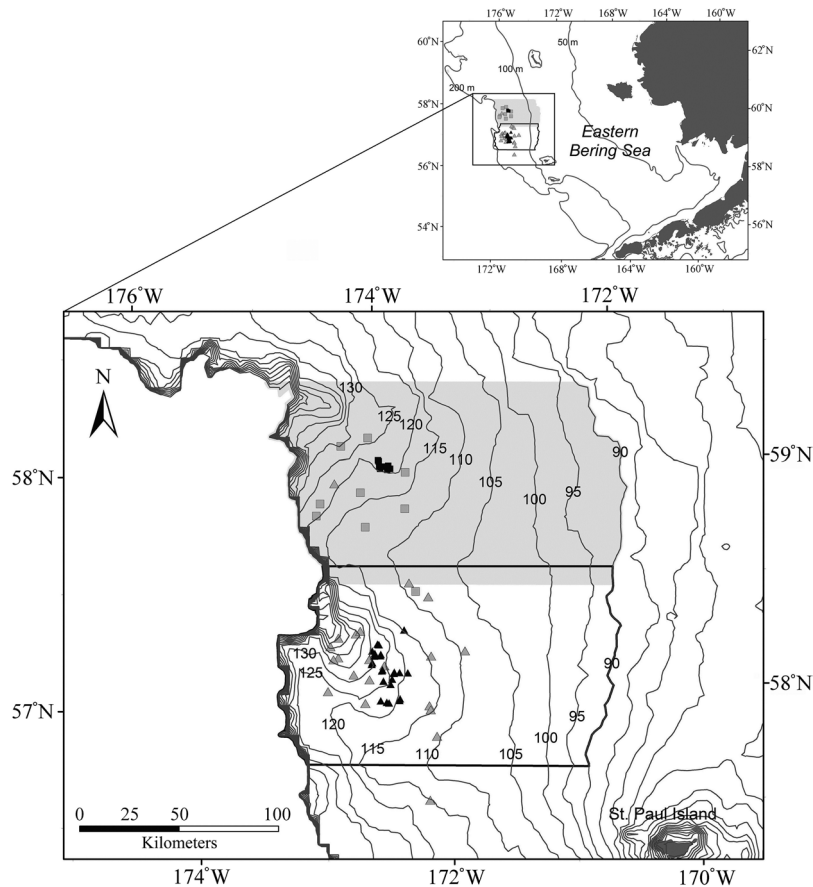 176˚W 172˚W 168˚W 164˚W 160˚W
60˚N
62˚N
50 m
100 m
200 m
58˚N
60˚N
Eastern
Bering Sea
56˚N
58˚N
54˚N
56˚N
172˚W 168˚W 164˚W 160˚W
176˚W 174˚W 172˚W
N
130
125
120
115
110
105
100
95
90
59˚N
58˚N
130
125
120
115
110
105
100
95
90
58˚N
57˚N
0 25 50 100
Kilometers
St. Paul Island
174˚W 172˚W 170˚W